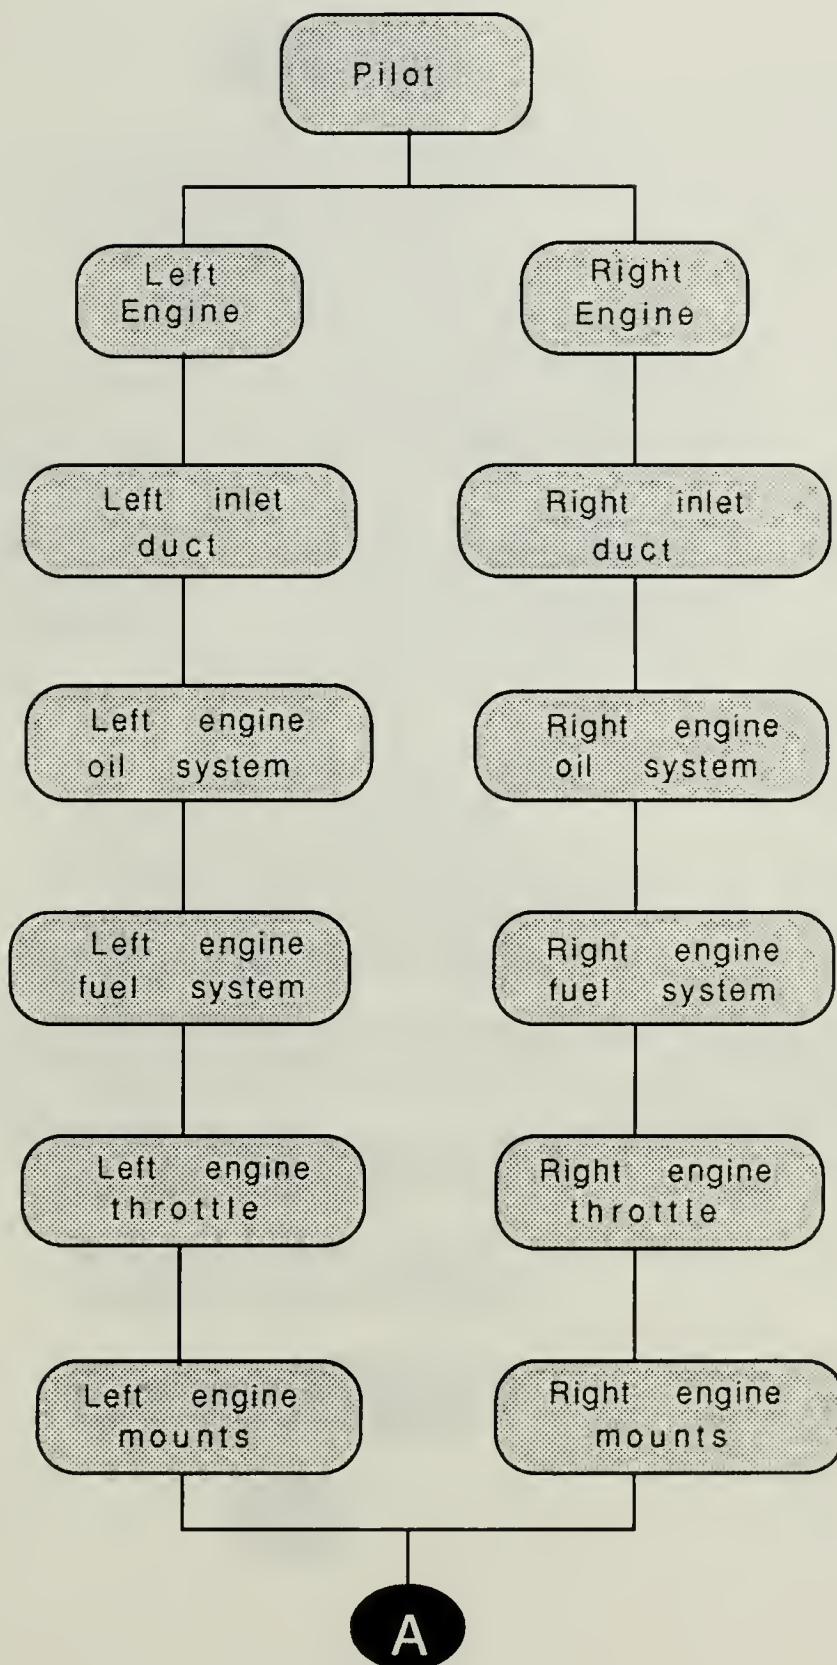 Pilot
Left
Engine
Right
Engine
Left inlet
duct
Right inlet
duct
Left engine
oil system
Right engine
oil system
Left engine
fuel system
Right engine
fuel system
Left engine
throttle
Right engine
throttle
Left engine
mounts
Right engine
mounts
A